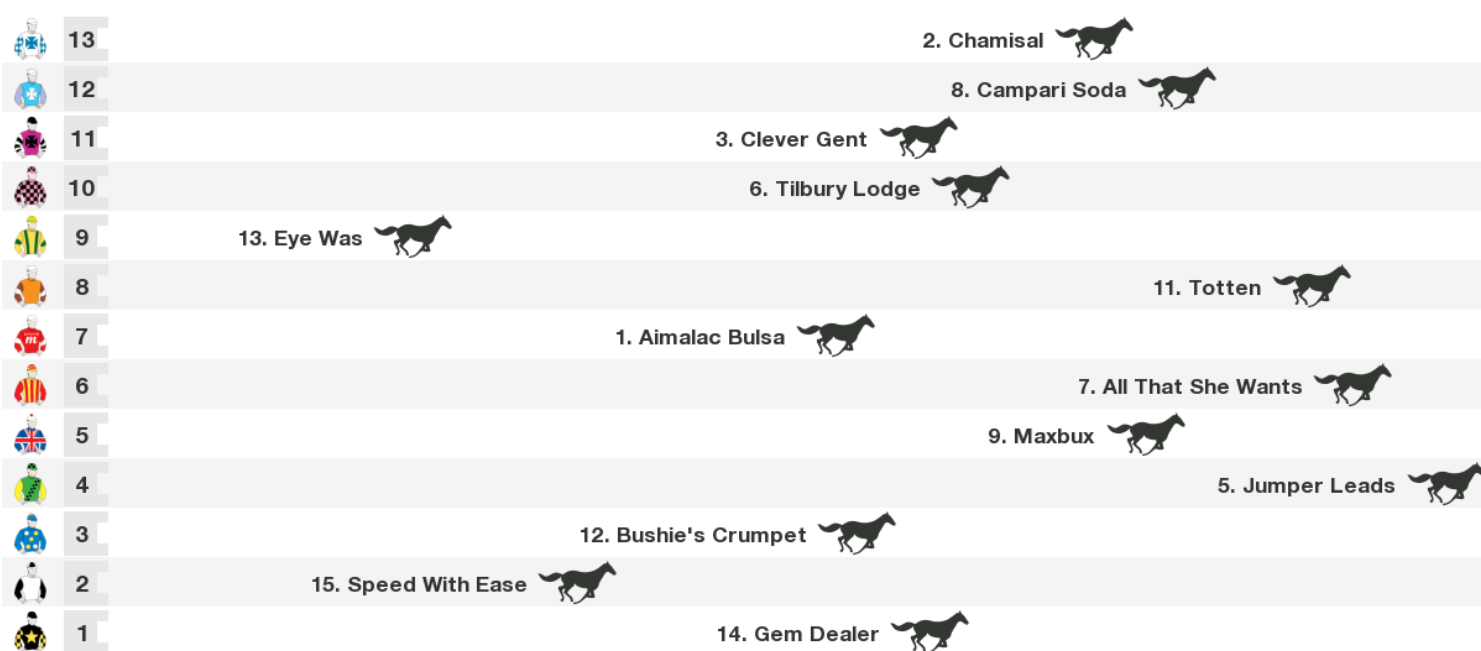 13 2. Chamisal
12 8. Campari Soda
11 3. Clever Gent
10 6. Tilbury Lodge
9 13. Eye Was
8 11. Totten
m
7 1. Aimalac Bulsa
6 7. All That She Wants
5 9. Maxbux
4 5. Jumper Leads
3 12. Bushie's Crumpet
2 15. Speed With Ease
1 14. Gem Dealer